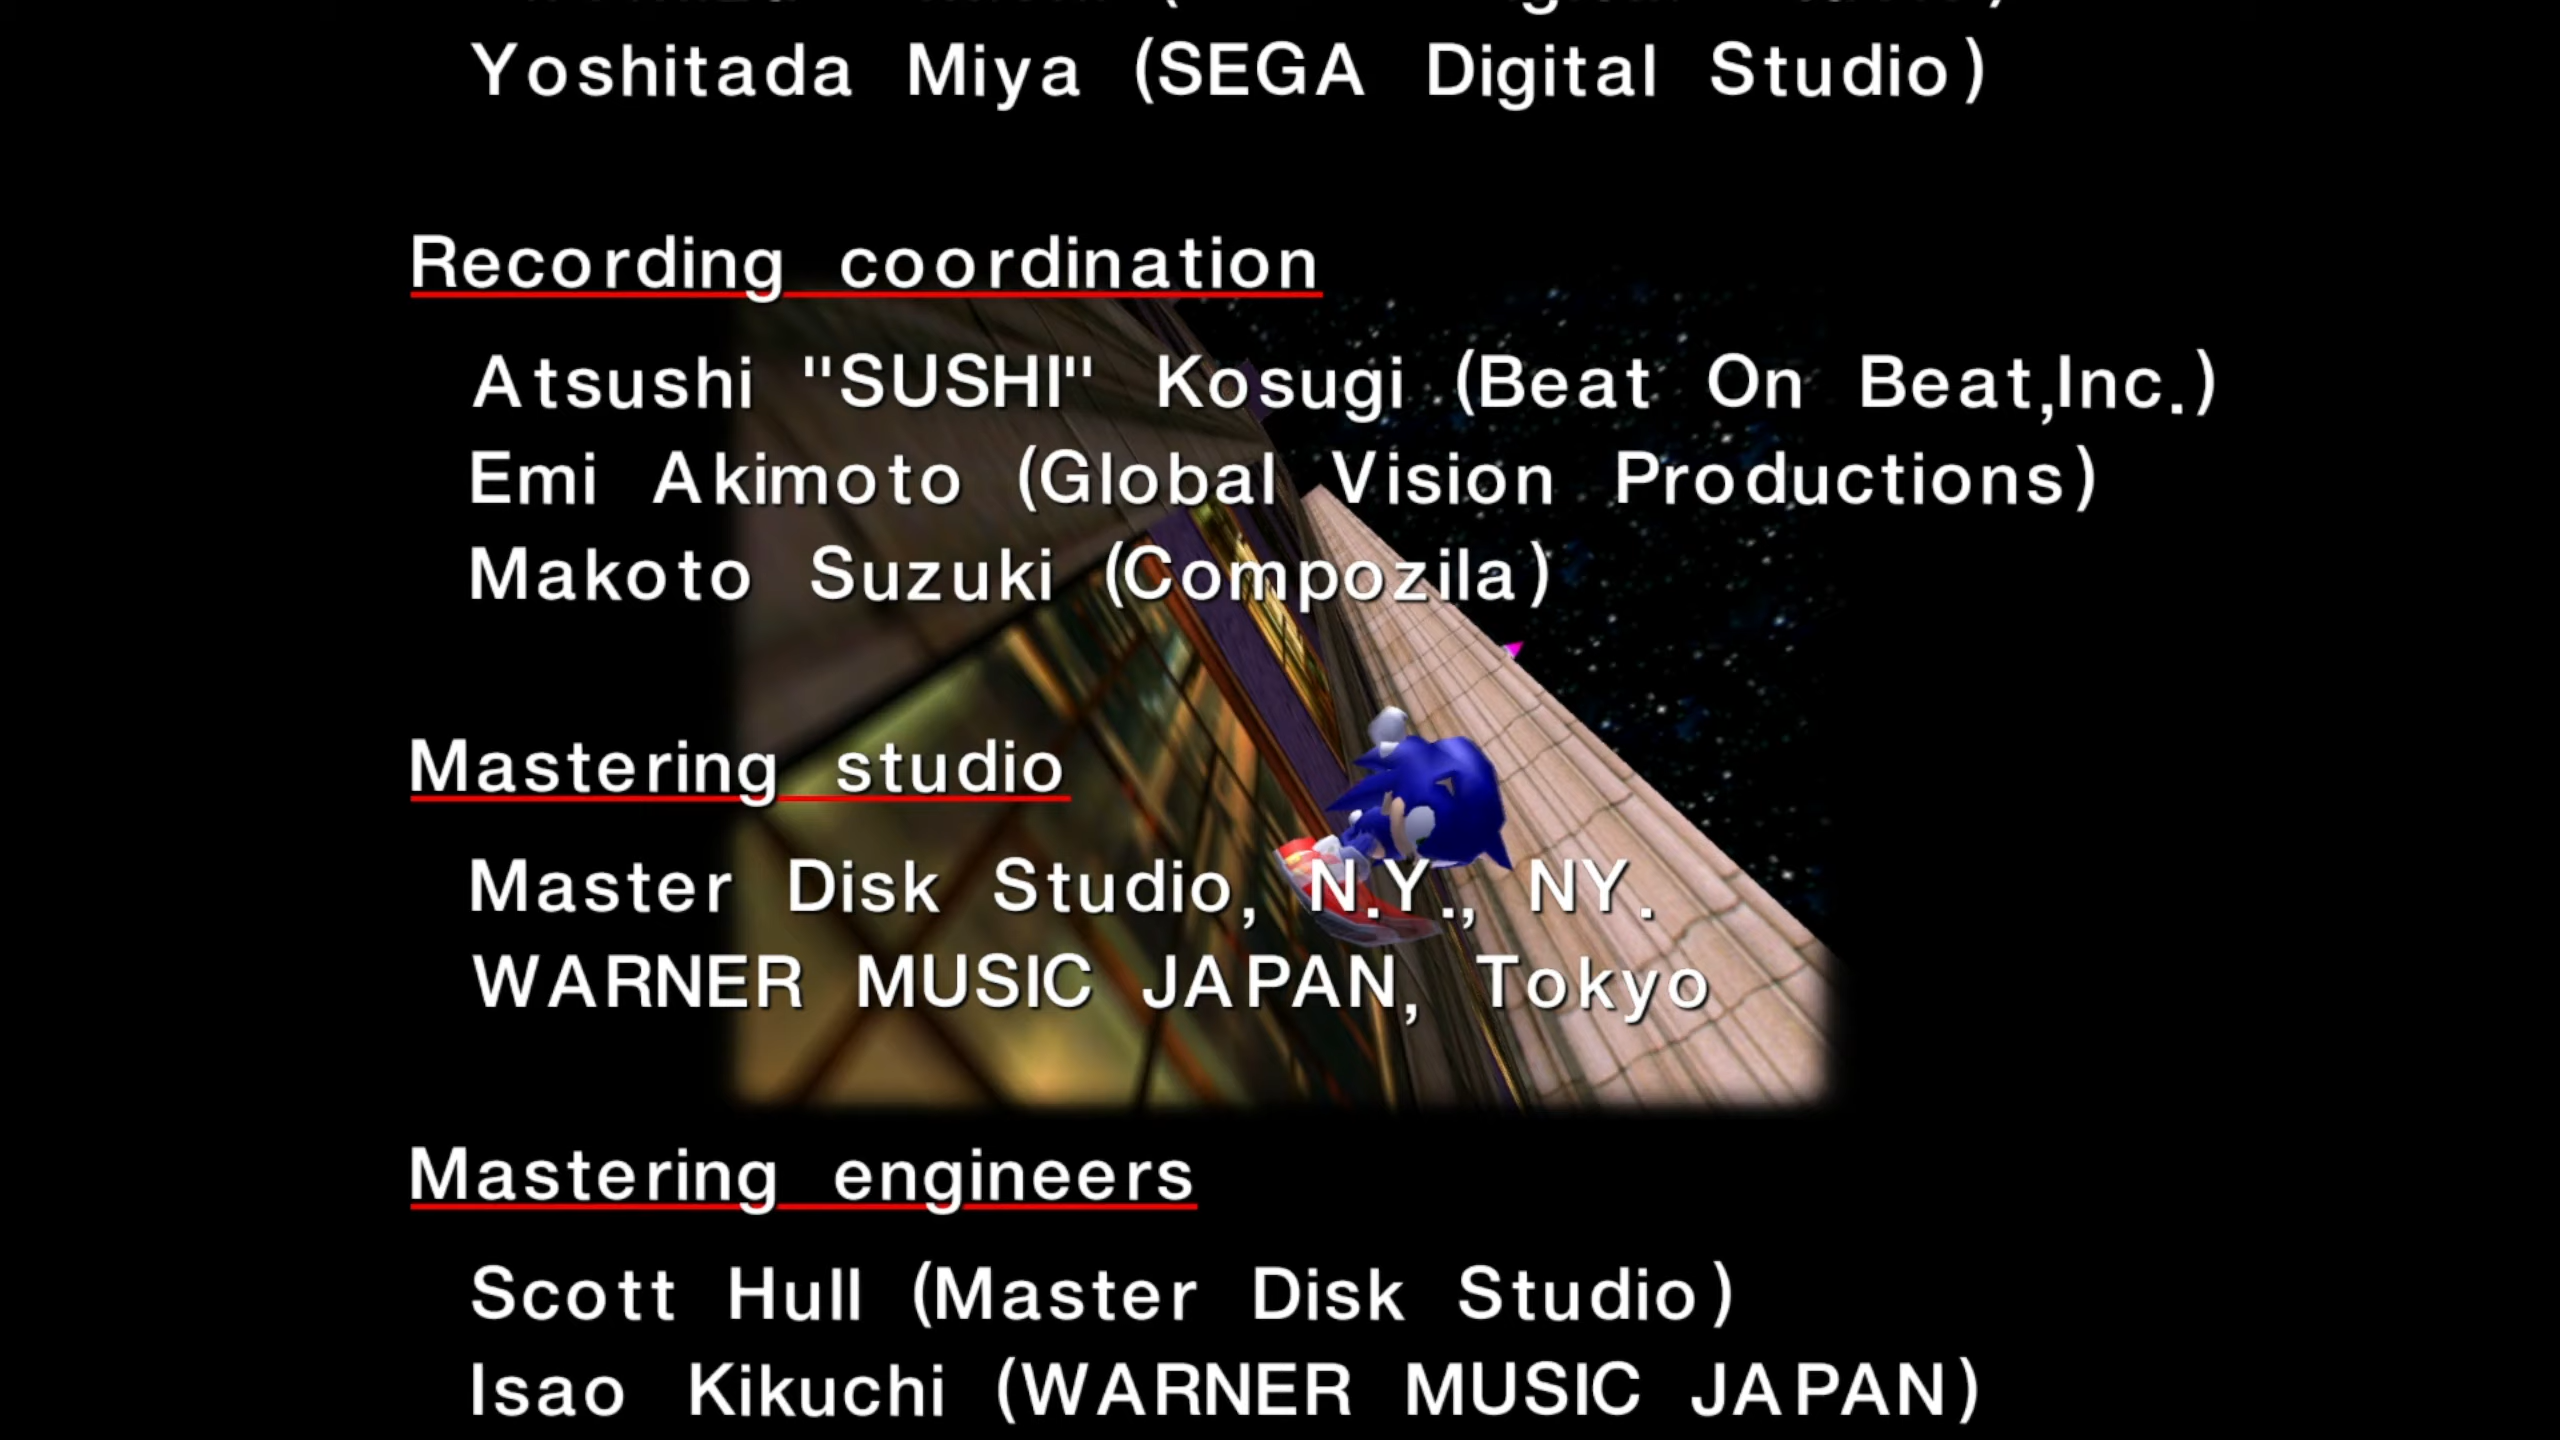 Yoshitada Miya (SEGA Digital Studio)
Recording coordination
Atsushi "SUSHI" Kosugi (Beat On Beat,Inc.)
Emi Akimoto (Global Vision Productions)
Makoto Suzuki (Compozila)
Mastering studio
Master Disk Studio, N.Y., NY.
WARNER MUSIC JAPAN, Tokyo
Mastering engineers
Scott Hull (Master Disk Studio)
Isao Kikuchi (WARNER MUSIC JAPAN)